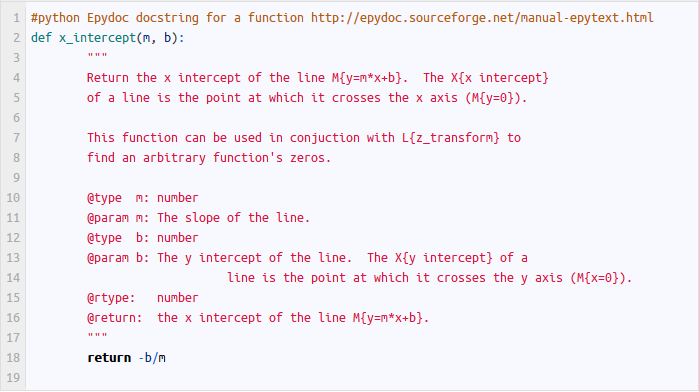 1 #python Epydoc docstring for a function http://epydoc.sourceforge.net/manual-epytext.html
2 def x_intercept(m, b):
3 """
4 Return the x intercept of the line M{y=m*x+b}.  The X{x intercept}
5 of a line is the point at which it crosses the x axis (M{y=0}).
6
7 This function can be used in conjuction with L{z_transform} to
8 find an arbitrary function's zeros.
9
10 @type  m: number
11 @param m: The slope of the line.
12 @type  b: number
13 @param b: The y intercept of the line.  The X{y intercept} of a
14 line is the point at which it crosses the y axis (M{x=0}).
15 @rtype:   number
16 @return:  the x intercept of the line M{y=m*x+b}.
17 """
18 return -b/m
19